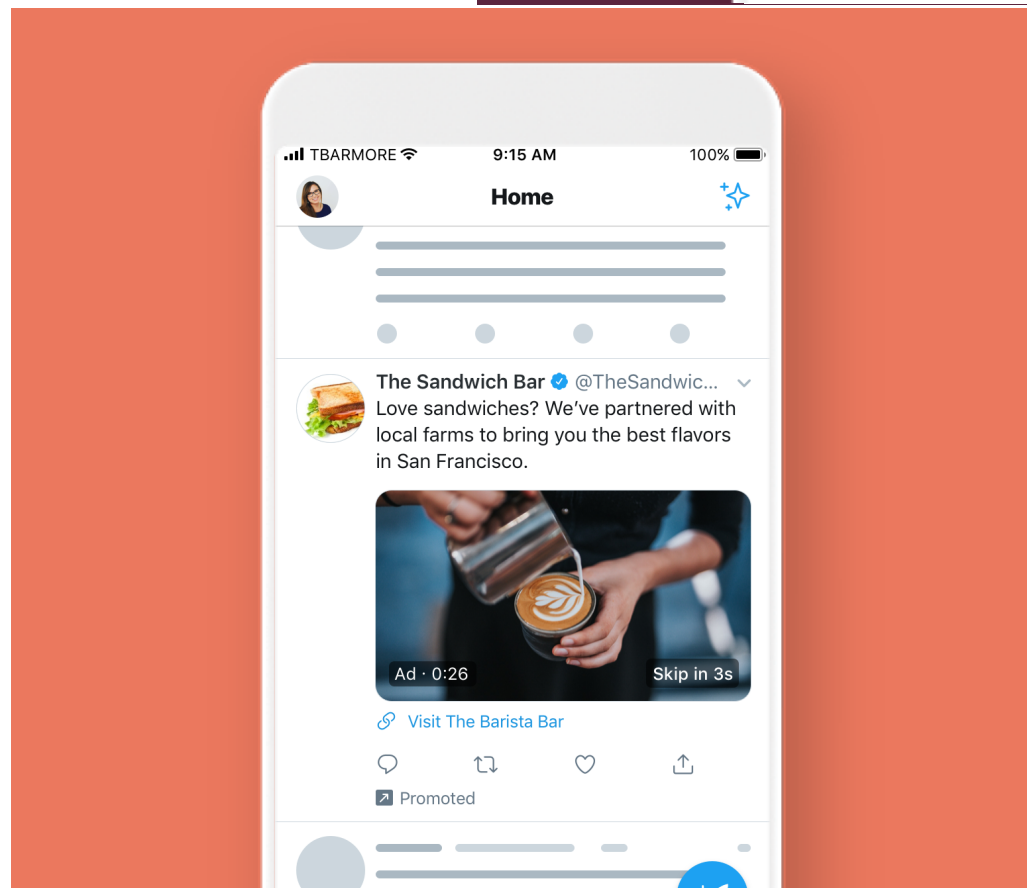 TBARMORE 9:15 AM 100%
Home
The Sandwich Bar @TheSandwic...
Love sandwiches? We’ve partnered with
local farms to bring you the best flavors
in San Francisco.
Ad · 0:26 Skip in 3s
Visit The Barista Bar
Promoted